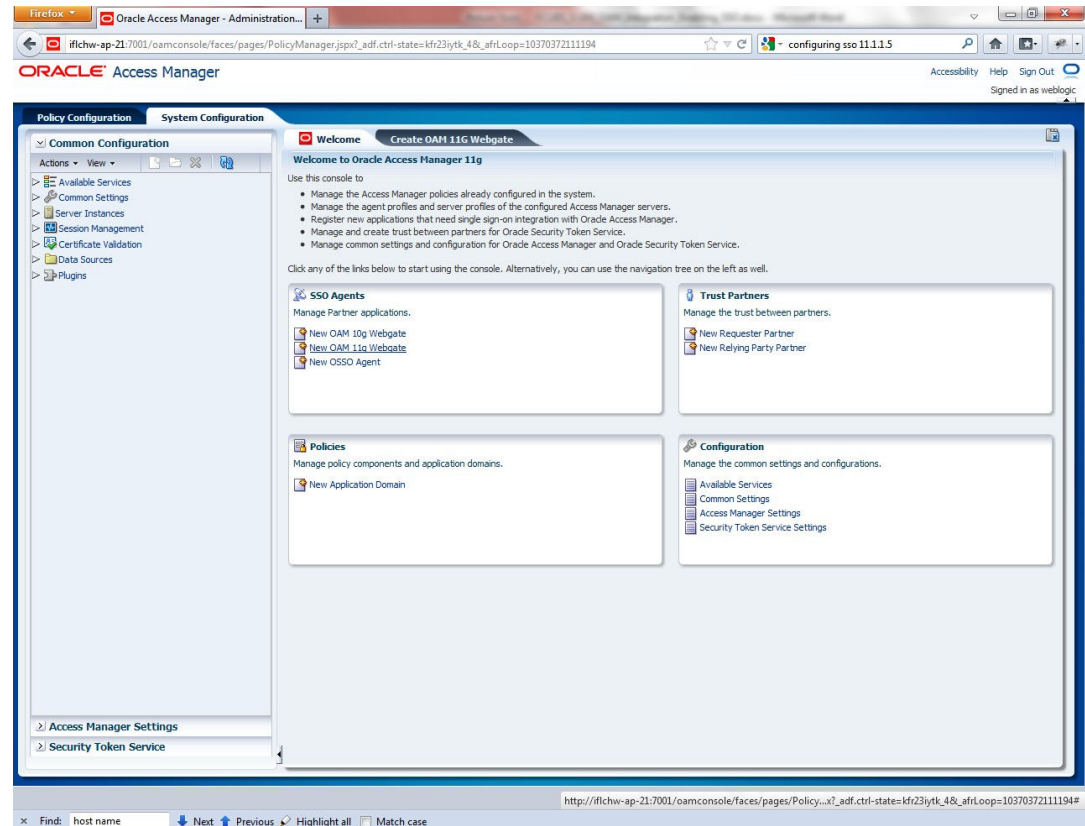 Firefox
Oracle Access Manager - Administration...
iflchw-ap-21:7001/oamconsole/faces/pages/PolicyManager.jspx?_adf.ctrl-state=kfr23iytk_4&_afrLoop=10370372111194
configuring sso 11.1.1.5
ORACLE Access Manager
Accessibility Help Sign Out
Signed in as weblogic
Policy Configuration System Configuration
Common Configuration
Actions View
Available Services
Common Settings
Server Instances
Session Management
Certificate Validation
Data Sources
Plugins
Access Manager Settings
Security Token Service
Welcome Create OAM 11G Webgate
Welcome to Oracle Access Manager 11g
Use this console to
• Manage the Access Manager policies already configured in the system.
• Manage the agent profiles and server profiles of the configured Access Manager servers.
• Register new applications that need single sign-on integration with Oracle Access Manager.
• Manage and create trust between partners for Oracle Security Token Service.
• Manage common settings and configuration for Oracle Access Manager and Oracle Security Token Service.
Click any of the links below to start using the console. Alternatively, you can use the navigation tree on the left as well.
SSO Agents
Manage Partner applications.
New OAM 10g Webgate
New OAM 11g Webgate
New OSSO Agent
Trust Partners
Manage the trust between partners.
New Requester Partner
New Relying Party Partner
Policies
Manage policy components and application domains.
New Application Domain
Configuration
Manage the common settings and configurations.
Available Services
Common Settings
Access Manager Settings
Security Token Service Settings
http://iflchw-ap-21:7001/oamconsole/faces/pages/Policy...x?_adf.ctrl-state=kfr23iytk_4&_afrLoop=10370372111194#
× Find: host name Next Previous Highlight all Match case